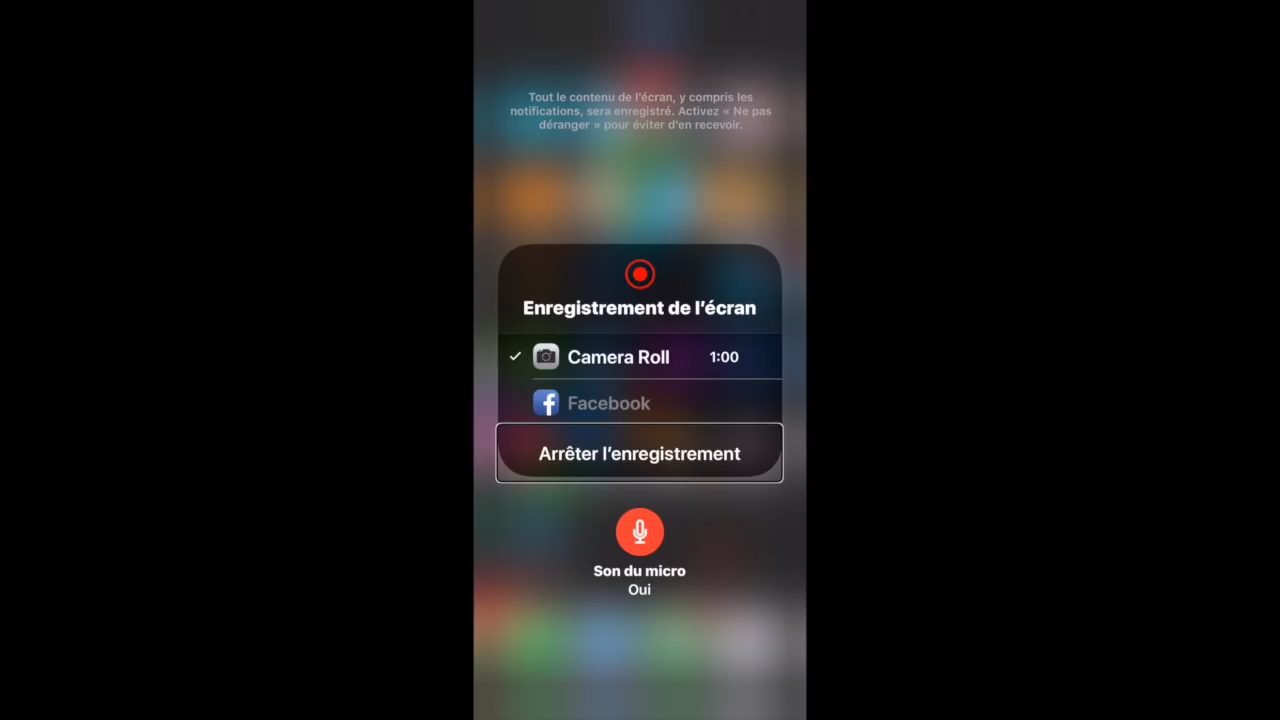 Tout le contenu de l’écran, y compris les
notifications, sera enregistré. Activez « Ne pas
déranger » pour éviter d’en recevoir.
Enregistrement de l’écran
Camera Roll 1:00
Facebook
Arrêter l’enregistrement
Son du micro
Oui